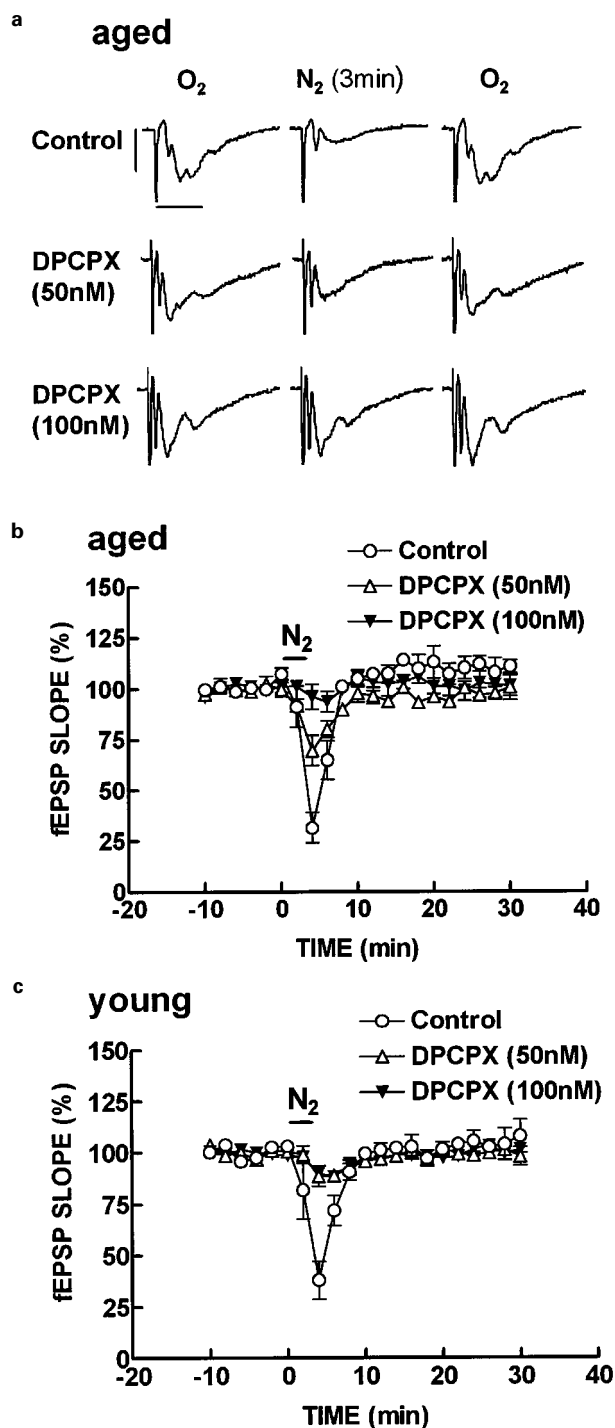 a
aged
O₂ N₂ (3min) O₂
Control
DPCPX
(50nM)
DPCPX
(100nM)
b
aged
Control
DPCPX (50nM)
DPCPX (100nM)
N₂
150
125
100
75
50
25
0
fEPSP SLOPE (%)
-20 -10 0 10 20 30 40
TIME (min)
c
young
Control
DPCPX (50nM)
DPCPX (100nM)
N₂
150
125
100
75
50
25
0
fEPSP SLOPE (%)
-20 -10 0 10 20 30 40
TIME (min)